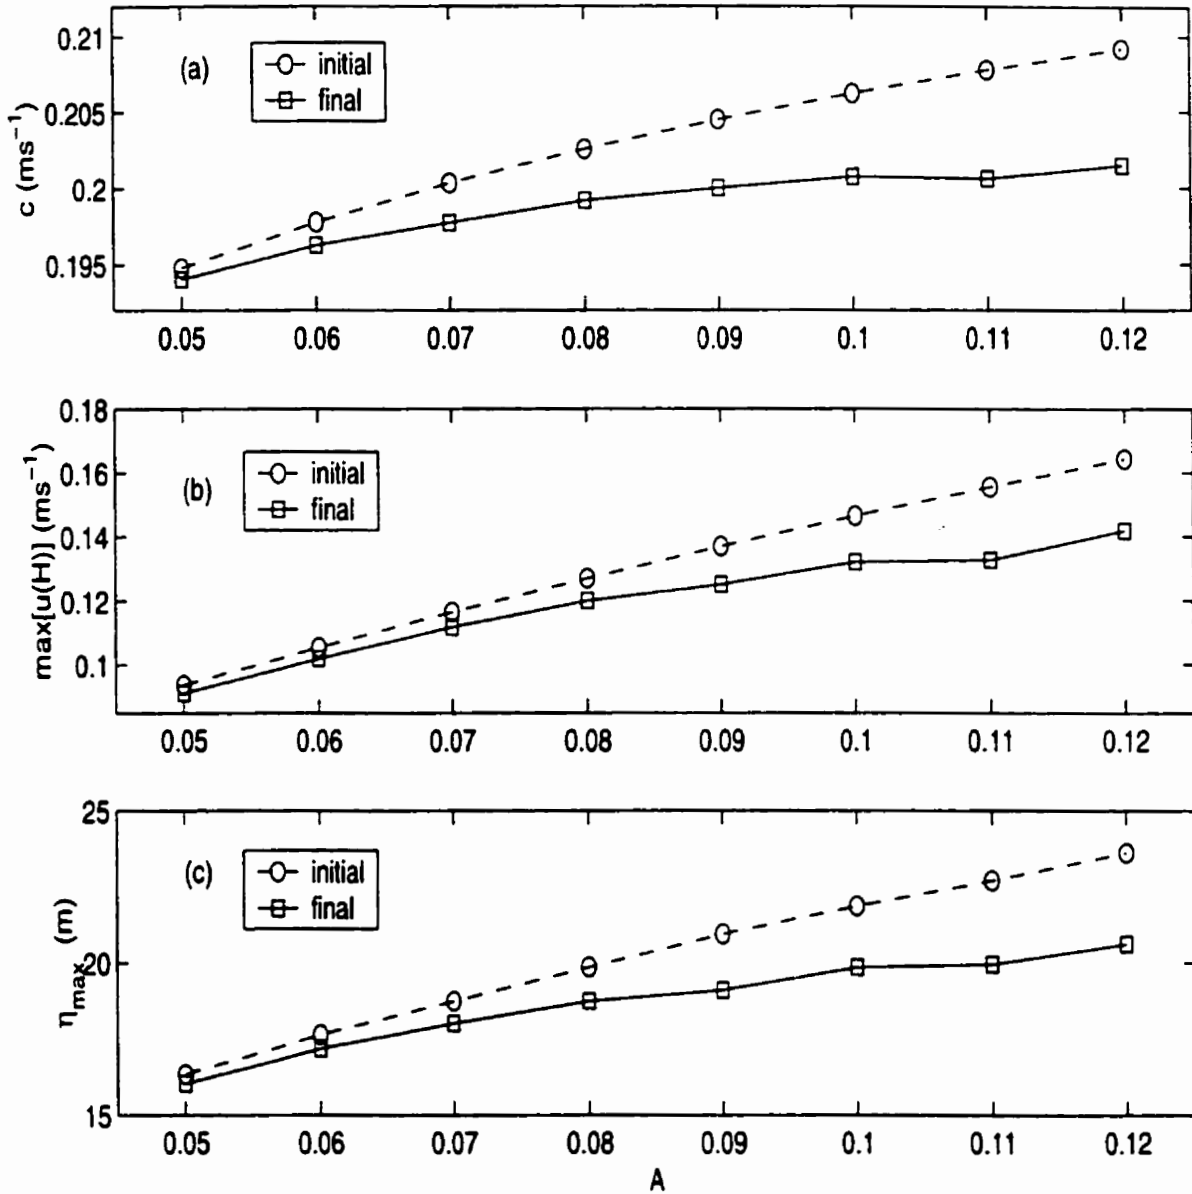 0.21
(a)
initial
final
0.205
0.2
0.195
c (ms⁻¹)
0.05 0.06 0.07 0.08 0.09 0.1 0.11 0.12
0.18
(b)
initial
final
0.16
0.14
0.12
0.1
max[u(H)] (ms⁻¹)
0.05 0.06 0.07 0.08 0.09 0.1 0.11 0.12
25
(c)
initial
final
20
15
η_max (m)
0.05 0.06 0.07 0.08 0.09 0.1 0.11 0.12
A